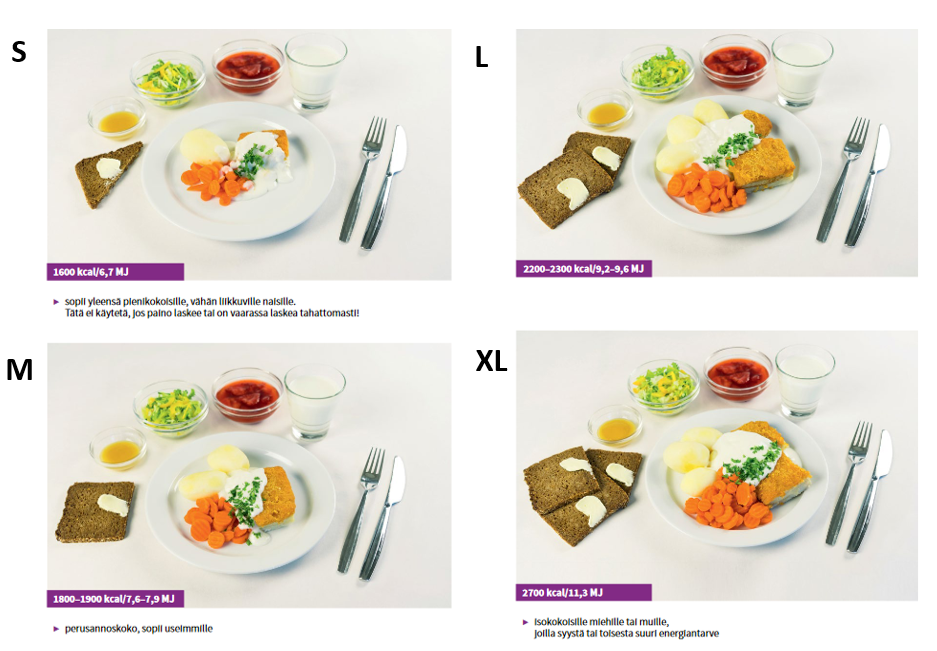 S
1600 kcal/6,7 MJ
► sopii yleensä pienikokoisille, vähän liikkuville naisille.
Tätä ei käytetä, jos paino laskee tai on vaarassa laskea tahattomasti!
L
2200–2300 kcal/9,2–9,6 MJ
M
1800–1900 kcal/7,6–7,9 MJ
► perusannoskoko, sopii useimmille
XL
2700 kcal/11,3 MJ
► isokokoisille miehille tai muille,
joilla syystä tai toisesta suuri energiantarve